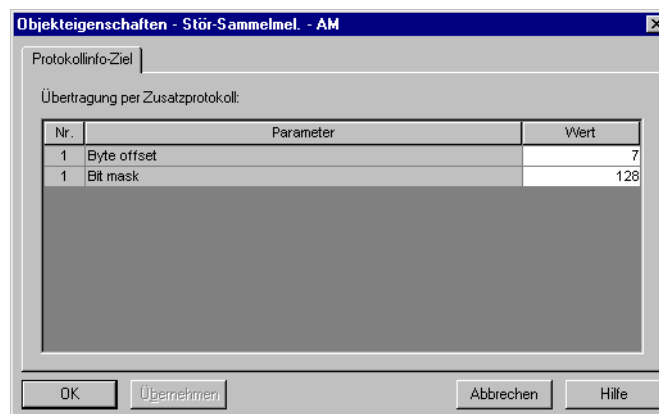 Objekteigenschaften - Stör-Sammelmel. - AM
Protokollinfo-Ziel
Übertragung per Zusatzprotokoll:
Nr. Parameter Wert
1 Byte offset 7
1 Bit mask 128
OK Übernehmen Abbrechen Hilfe